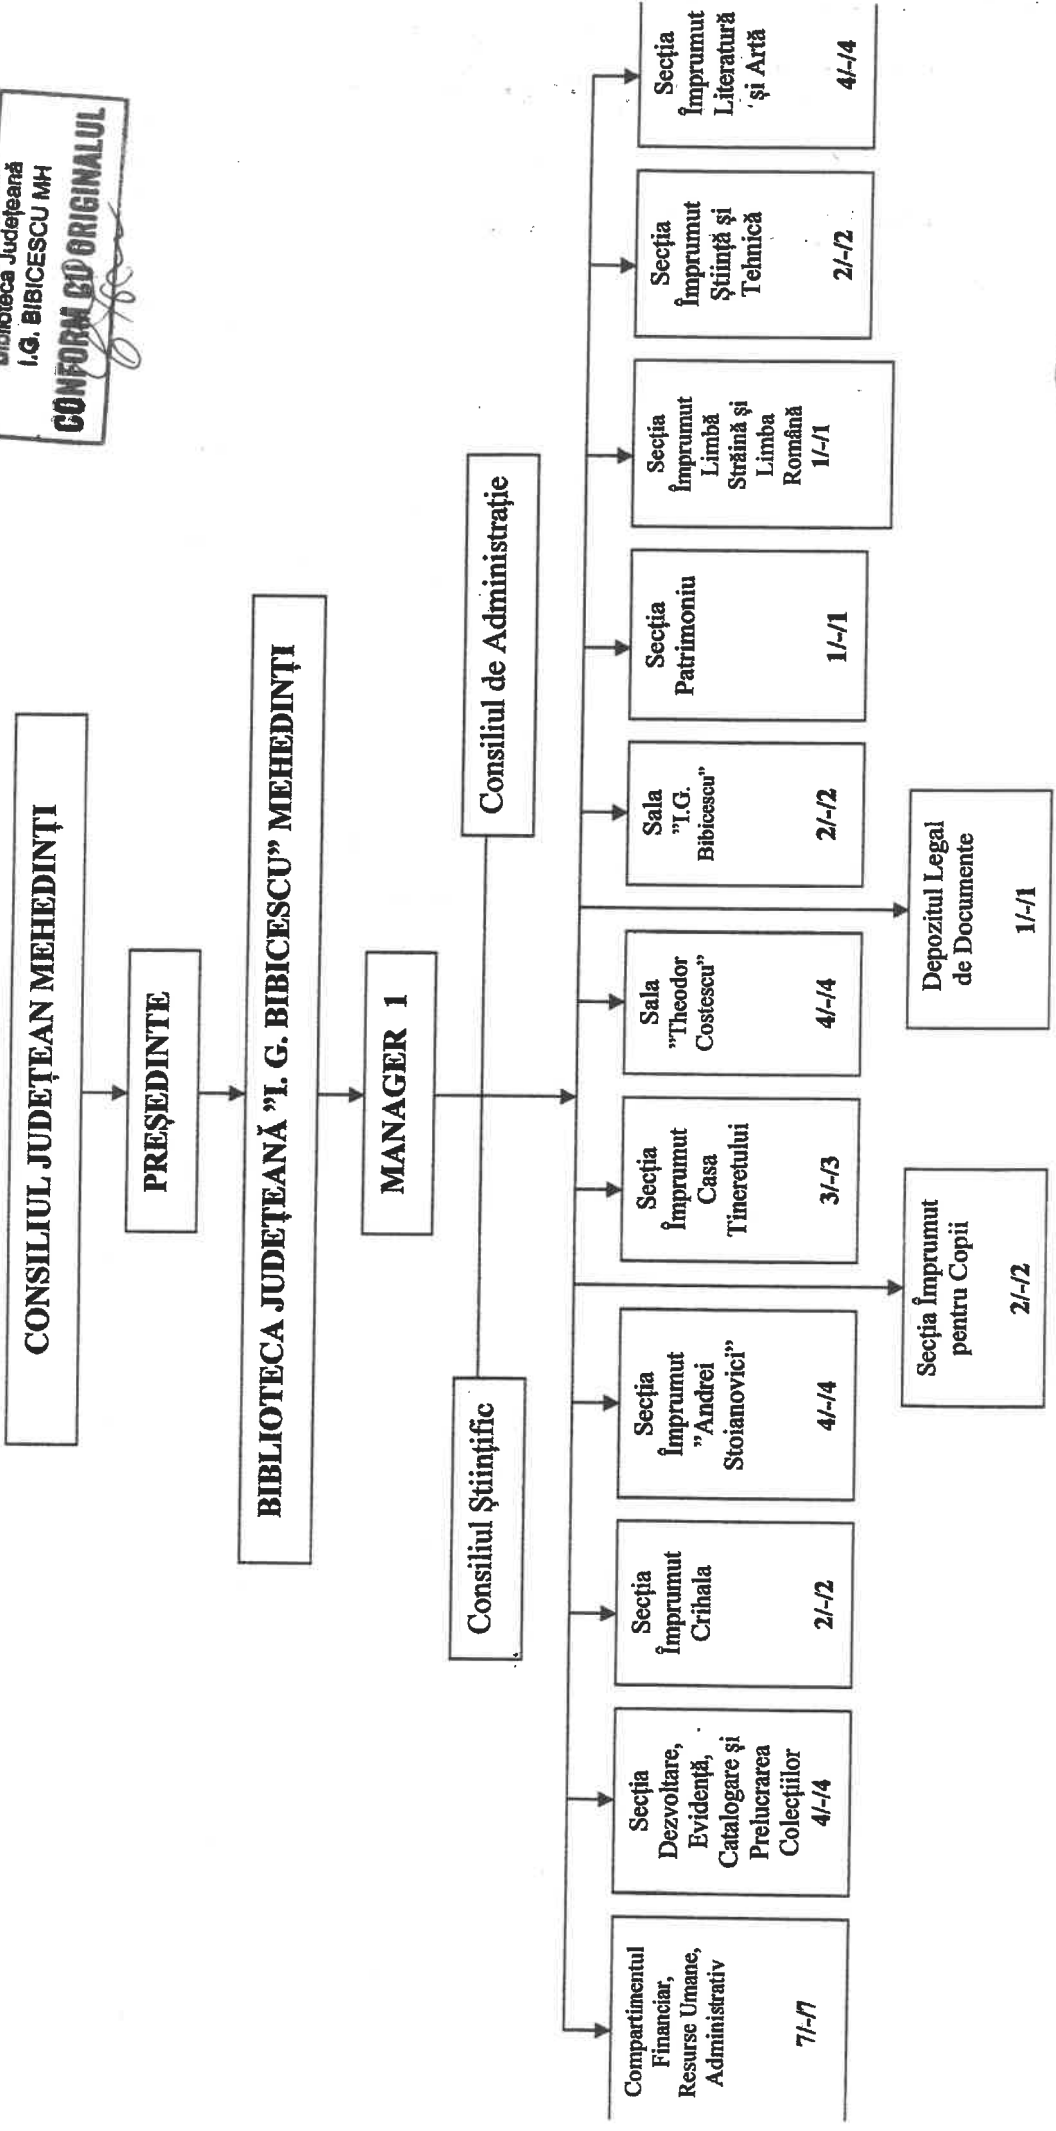 Biblioteca Județeană
I.G. BIBICESCU MH
CONFORM CU ORIGINALUL
CONSILIUL JUDEȚEAN MEHEDINȚI
PREȘEDINTE
BIBLIOTECA JUDEȚEANĂ ”I. G. BIBICESCU” MEHEDINȚI
MANAGER 1
Consiliul Științific
Consiliul de Administrație
Compartimentul
Financiar,
Resurse Umane,
Administrativ
7/-/7
Secția
Dezvoltare,
Evidență,
Catalogare și
Prelucrarea
Colecțiilor
4/-/4
Secția
Împrumut
Crihala
2/-/2
Secția
Împrumut
”Andrei
Stoianovici”
4/-/4
Secția
Împrumut
Casa
Tineretului
3/-/3
Sala
”Theodor
Costescu”
4/-/4
Sala
”I.G.
Bibicescu”
2/-/2
Secția
Patrimoniu
1/-/1
Secția
Împrumut
Limbă
Străină și
Limba
Română
1/-/1
Secția
Împrumut
Știință și
Tehnică
2/-/2
Secția
Împrumut
Literatură
și Artă
4/-/4
Secția Împrumut
pentru Copii
2/-/2
Depozitul Legal
de Documente
1/-/1